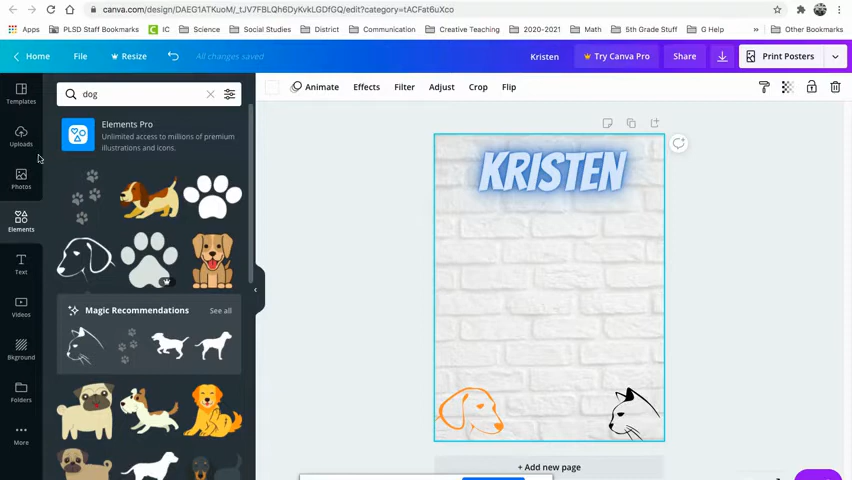 canva.com/design/DAEG1ATKuoM/_tJV7FBLQh6DyKvkLGDfGQ/edit?category=tACFat6uXco
Apps
PLSD Staff Bookmarks
IC
Science
Social Studies
District
Communication
Creative Teaching
2020-2021
Math
5th Grade Stuff
G Help
»
Other Bookmarks
Home
File
Resize
All changes saved
Kristen
Try Canva Pro
Share
Print Posters
Templates
Uploads
Photos
Elements
Text
Videos
Bkground
Folders
More
dog
Elements Pro
Unlimited access to millions of premium
illustrations and icons.
Magic Recommendations
See all
Animate
Effects
Filter
Adjust
Crop
Flip
KRISTEN
+ Add new page